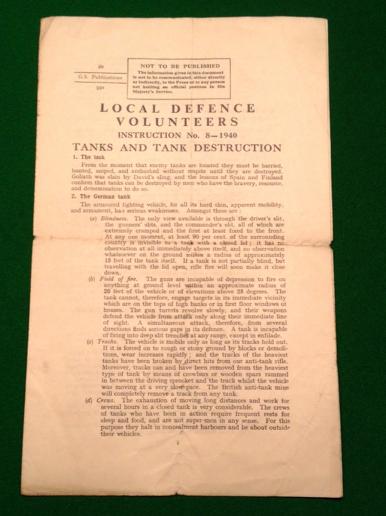 G.S. Publications
NOT TO BE PUBLISHED
The information given in this document
is not to be communicated, either directly
or indirectly, to the Press or to any person
not holding an official position in His
Majesty's Service.
LOCAL DEFENCE
VOLUNTEERS
INSTRUCTION No. 8—1940
TANKS AND TANK DESTRUCTION
1. The tank
From the moment that enemy tanks are located they must be harried,
hunted, sniped, and ambushed without respite until they are destroyed.
Goliath was slain by David's sling, and the lessons of Spain and Finland
confirm that tanks can be destroyed by men who have the bravery, resource,
and determination to do so.
2. The German tank
The armoured fighting vehicle, for all its hard thin, apparent mobility,
and armament, has serious weaknesses. Amongst these are :
(a) Blindness. The only view available is through the driver's slit,
the gunners' slits, and the commander's slit, all of which are
extremely cramped and the first at least fixed to the front.
At any one moment, at least 90 per cent. of the surrounding
country is invisible to a tank with a closed lid ; it has no
observation at all immediately above itself, and no observation
whatsoever on the ground within a radius of approximately
15 feet of the tank itself. If a tank is not partially blind, but
travelling with the lid open, rifle fire will soon make it close
down.
(b) Field of fire. The guns are incapable of depression to fire on
anything at ground level within an approximate radius of
20 feet of the vehicle or of elevations above 28 degrees. The
tank cannot, therefore, engage targets in its immediate vicinity
which are on the tops of high banks or in first floor windows of
houses. The gun turrets revolve slowly, and their weapons
defend the vehicle from attack only along their immediate line
of sight. A simultaneous attack, therefore, from several
directions finds serious gaps in its defence. A tank is incapable
of firing into deep slit trenches at any range, except in enfilade.
(c) Tracks. The vehicle is mobile only as long as its tracks hold out.
If it is forced on to rough or stony ground by blocks or demoli-
tions, wear increases rapidly ; and the tracks of the heaviest
tanks have been broken by direct hits from our anti-tank rifle.
Moreover, tracks can and have been removed from the heaviest
type of tank by means of crowbars or wooden spars rammed
in between the driving sprocket and the track whilst the vehicle
was moving at a very slow pace. The British anti-tank mine
will completely remove a track from any tank.
(d) Crews. The exhaustion of moving long distances and work for
several hours in a closed tank is very considerable. The crews
of tanks who have been in action require frequent rests for
sleep and food, and are not super-men in any sense. For this
purpose they halt in concealment harbours and lie about outside
their vehicles.